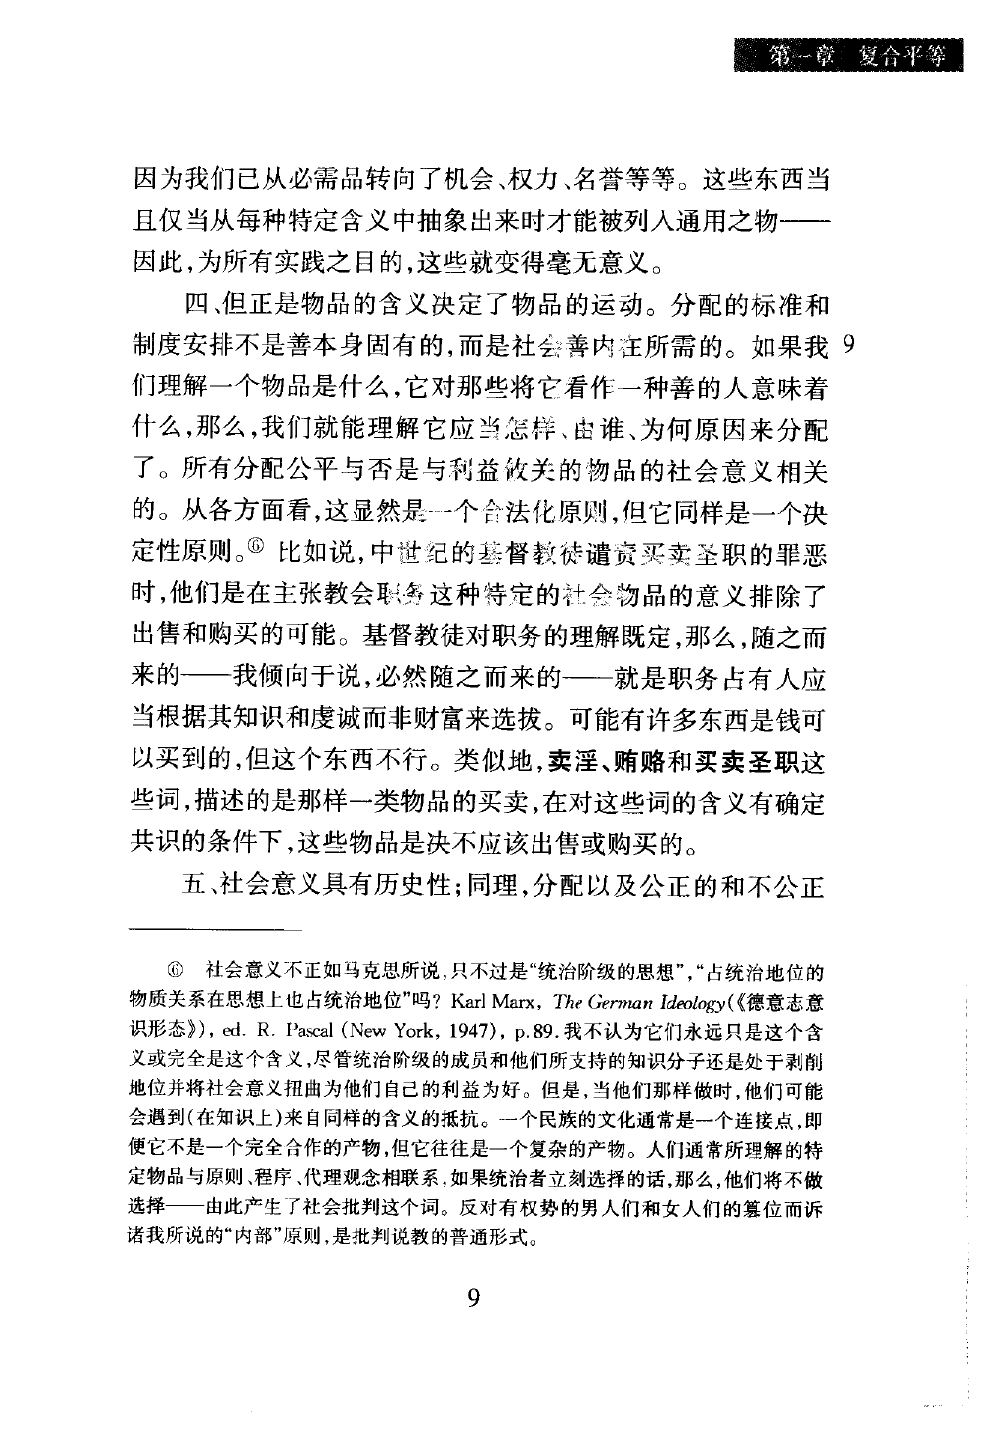 第一章 复合平等
因为我们已从必需品转向了机会、权力、名誉等等。这些东西当
且仅当从每种特定含义中抽象出来时才能被列入通用之物——
因此,为所有实践之目的,这些就变得毫无意义。
四、但正是物品的含义决定了物品的运动。分配的标准和
制度安排不是善本身固有的,而是社会善内在所需的。如果我 9
们理解一个物品是什么,它对那些将它看作一种善的人意味着
什么,那么,我们就能理解它应当怎样、由谁、为何原因来分配
了。所有分配公平与否是与利益攸关的物品的社会意义相关
的。从各方面看,这显然是一个合法化原则,但它同样是一个决
定性原则。⑥ 比如说,中世纪的基督教徒谴责买卖圣职的罪恶
时,他们是在主张教会职务这种特定的社会物品的意义排除了
出售和购买的可能。基督教徒对职务的理解既定,那么,随之而
来的——我倾向于说,必然随之而来的——就是职务占有人应
当根据其知识和虔诚而非财富来选拔。可能有许多东西是钱可
以买到的,但这个东西不行。类似地,卖淫、贿赂和买卖圣职这
些词,描述的是那样一类物品的买卖,在对这些词的含义有确定
共识的条件下,这些物品是决不应该出售或购买的。
五、社会意义具有历史性;同理,分配以及公正的和不公正
⑥ 社会意义不正如马克思所说,只不过是“统治阶级的思想”,“占统治地位的
物质关系在思想上也占统治地位”吗? Karl Marx, The German Ideology(《德意志意
识形态》), ed. R. Pascal (New York, 1947), p.89.我不认为它们永远只是这个含
义或完全是这个含义,尽管统治阶级的成员和他们所支持的知识分子还是处于剥削
地位并将社会意义扭曲为他们自己的利益为好。但是,当他们那样做时,他们可能
会遇到(在知识上)来自同样的含义的抵抗。一个民族的文化通常是一个连接点,即
便它不是一个完全合作的产物,但它往往是一个复杂的产物。人们通常所理解的特
定物品与原则、程序、代理观念相联系,如果统治者立刻选择的话,那么,他们将不做
选择——由此产生了社会批判这个词。反对有权势的男人们和女人们的篡位而诉
诸我所说的“内部”原则,是批判说教的普通形式。
9